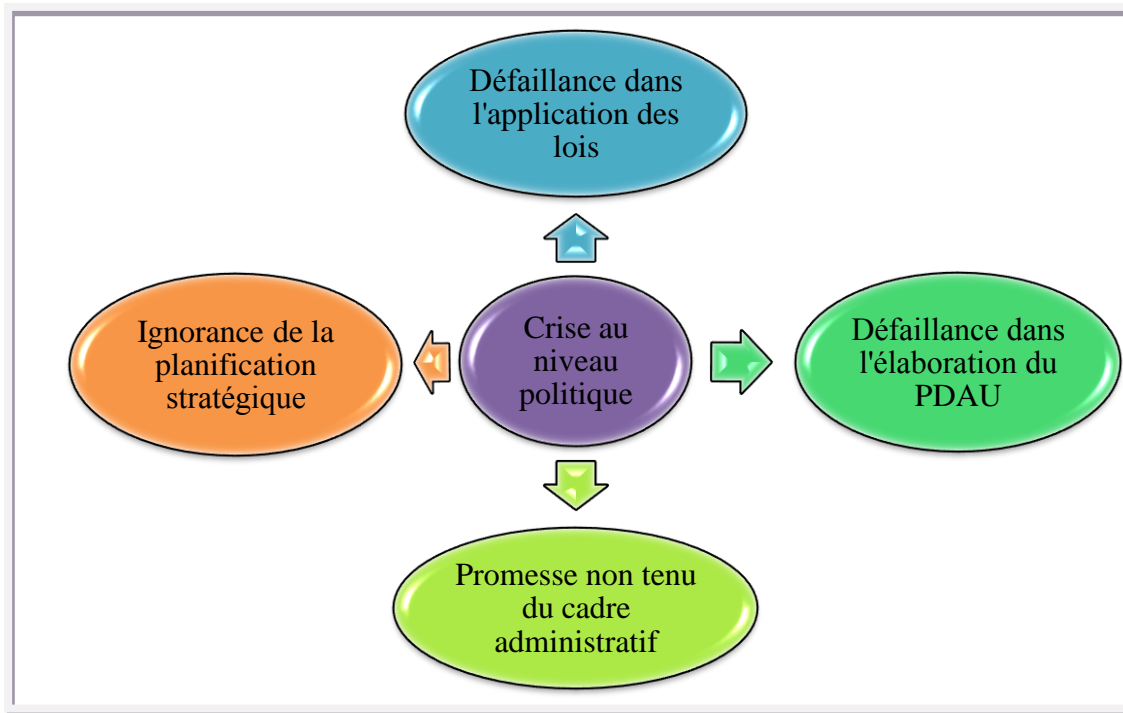 Défaillance dans
l'application des
lois
Ignorance de la
planification
stratégique
Crise au
niveau
politique
Défaillance dans
l'élaboration du
PDAU
Promesse non tenu
du cadre
administratif